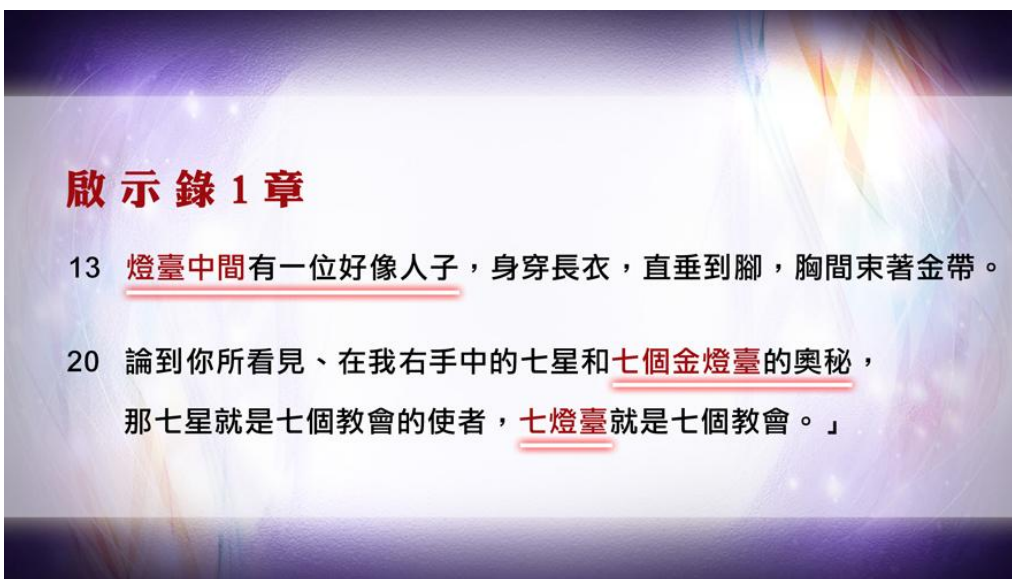 啟示錄1章
13 燈臺中間有一位好像人子，身穿長衣，直垂到腳，胸間束著金帶。
20 論到你所看見、在我右手中的七星和七個金燈臺的奧秘，
那七星就是七個教會的使者，七燈臺就是七個教會。」